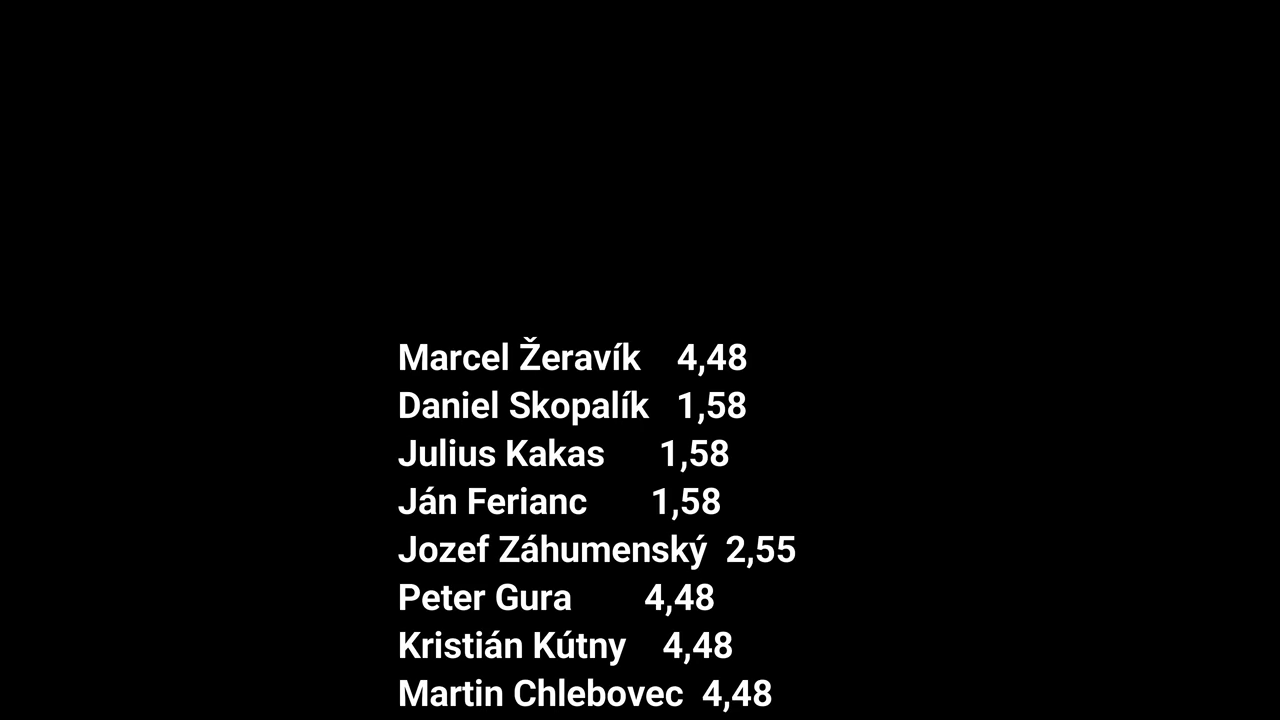 Marcel Žeravík 4,48
Daniel Skopalík 1,58
Julius Kakas 1,58
Ján Ferianc 1,58
Jozef Záhumenský 2,55
Peter Gura 4,48
Kristián Kútny 4,48
Martin Chlebovec 4,48